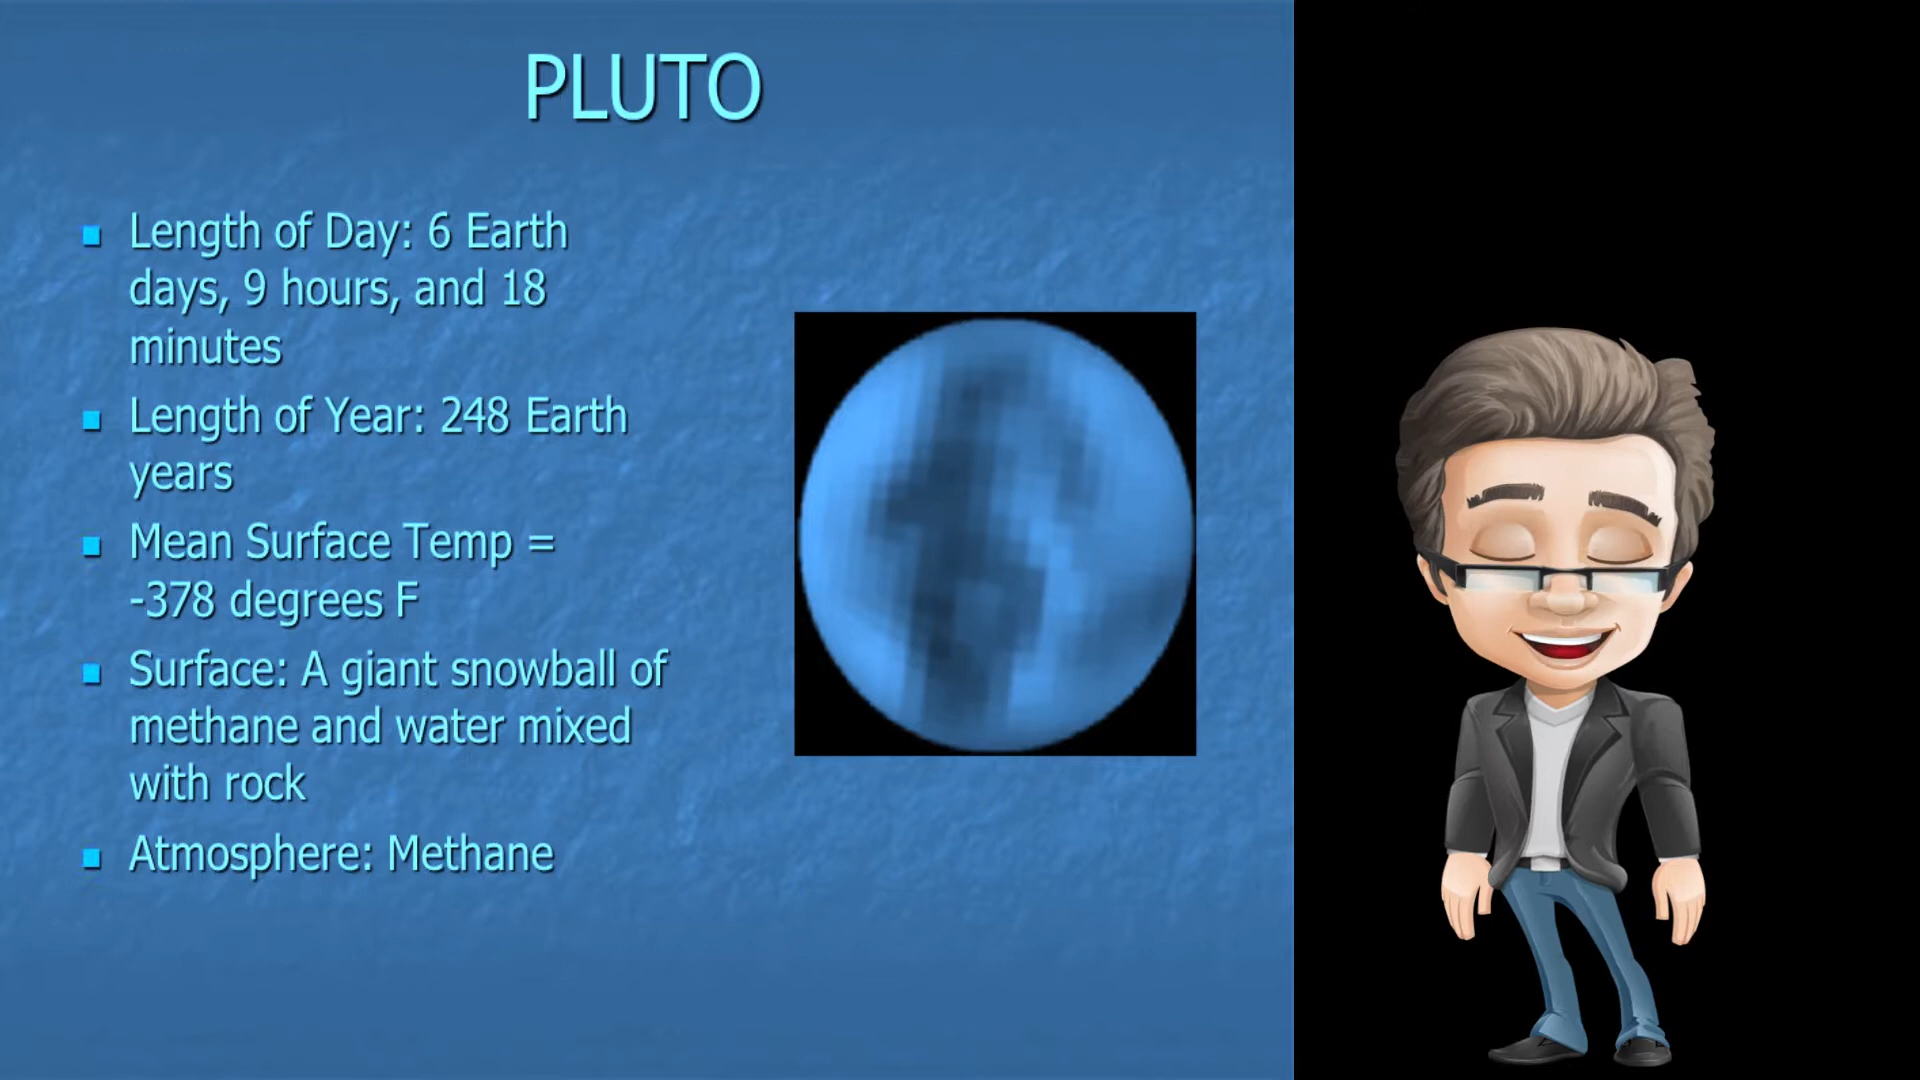 PLUTO
Length of Day: 6 Earth
days, 9 hours, and 18
minutes
Length of Year: 248 Earth
years
Mean Surface Temp =
-378 degrees F
Surface: A giant snowball of
methane and water mixed
with rock
Atmosphere: Methane